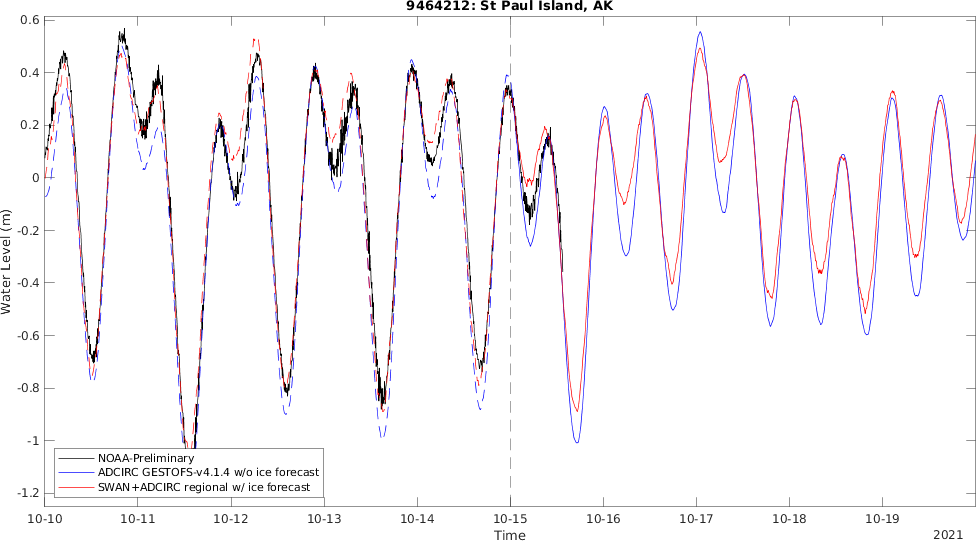 9464212: St Paul Island, AK
0.6
0.4
0.2
0
-0.2
-0.4
-0.6
-0.8
-1
-1.2
Water Level (m)
NOAA-Preliminary
ADCIRC GESTOFS-v4.1.4 w/o ice forecast
SWAN+ADCIRC regional w/ ice forecast
10-10 10-11 10-12 10-13 10-14 10-15 10-16 10-17 10-18 10-19
Time
2021